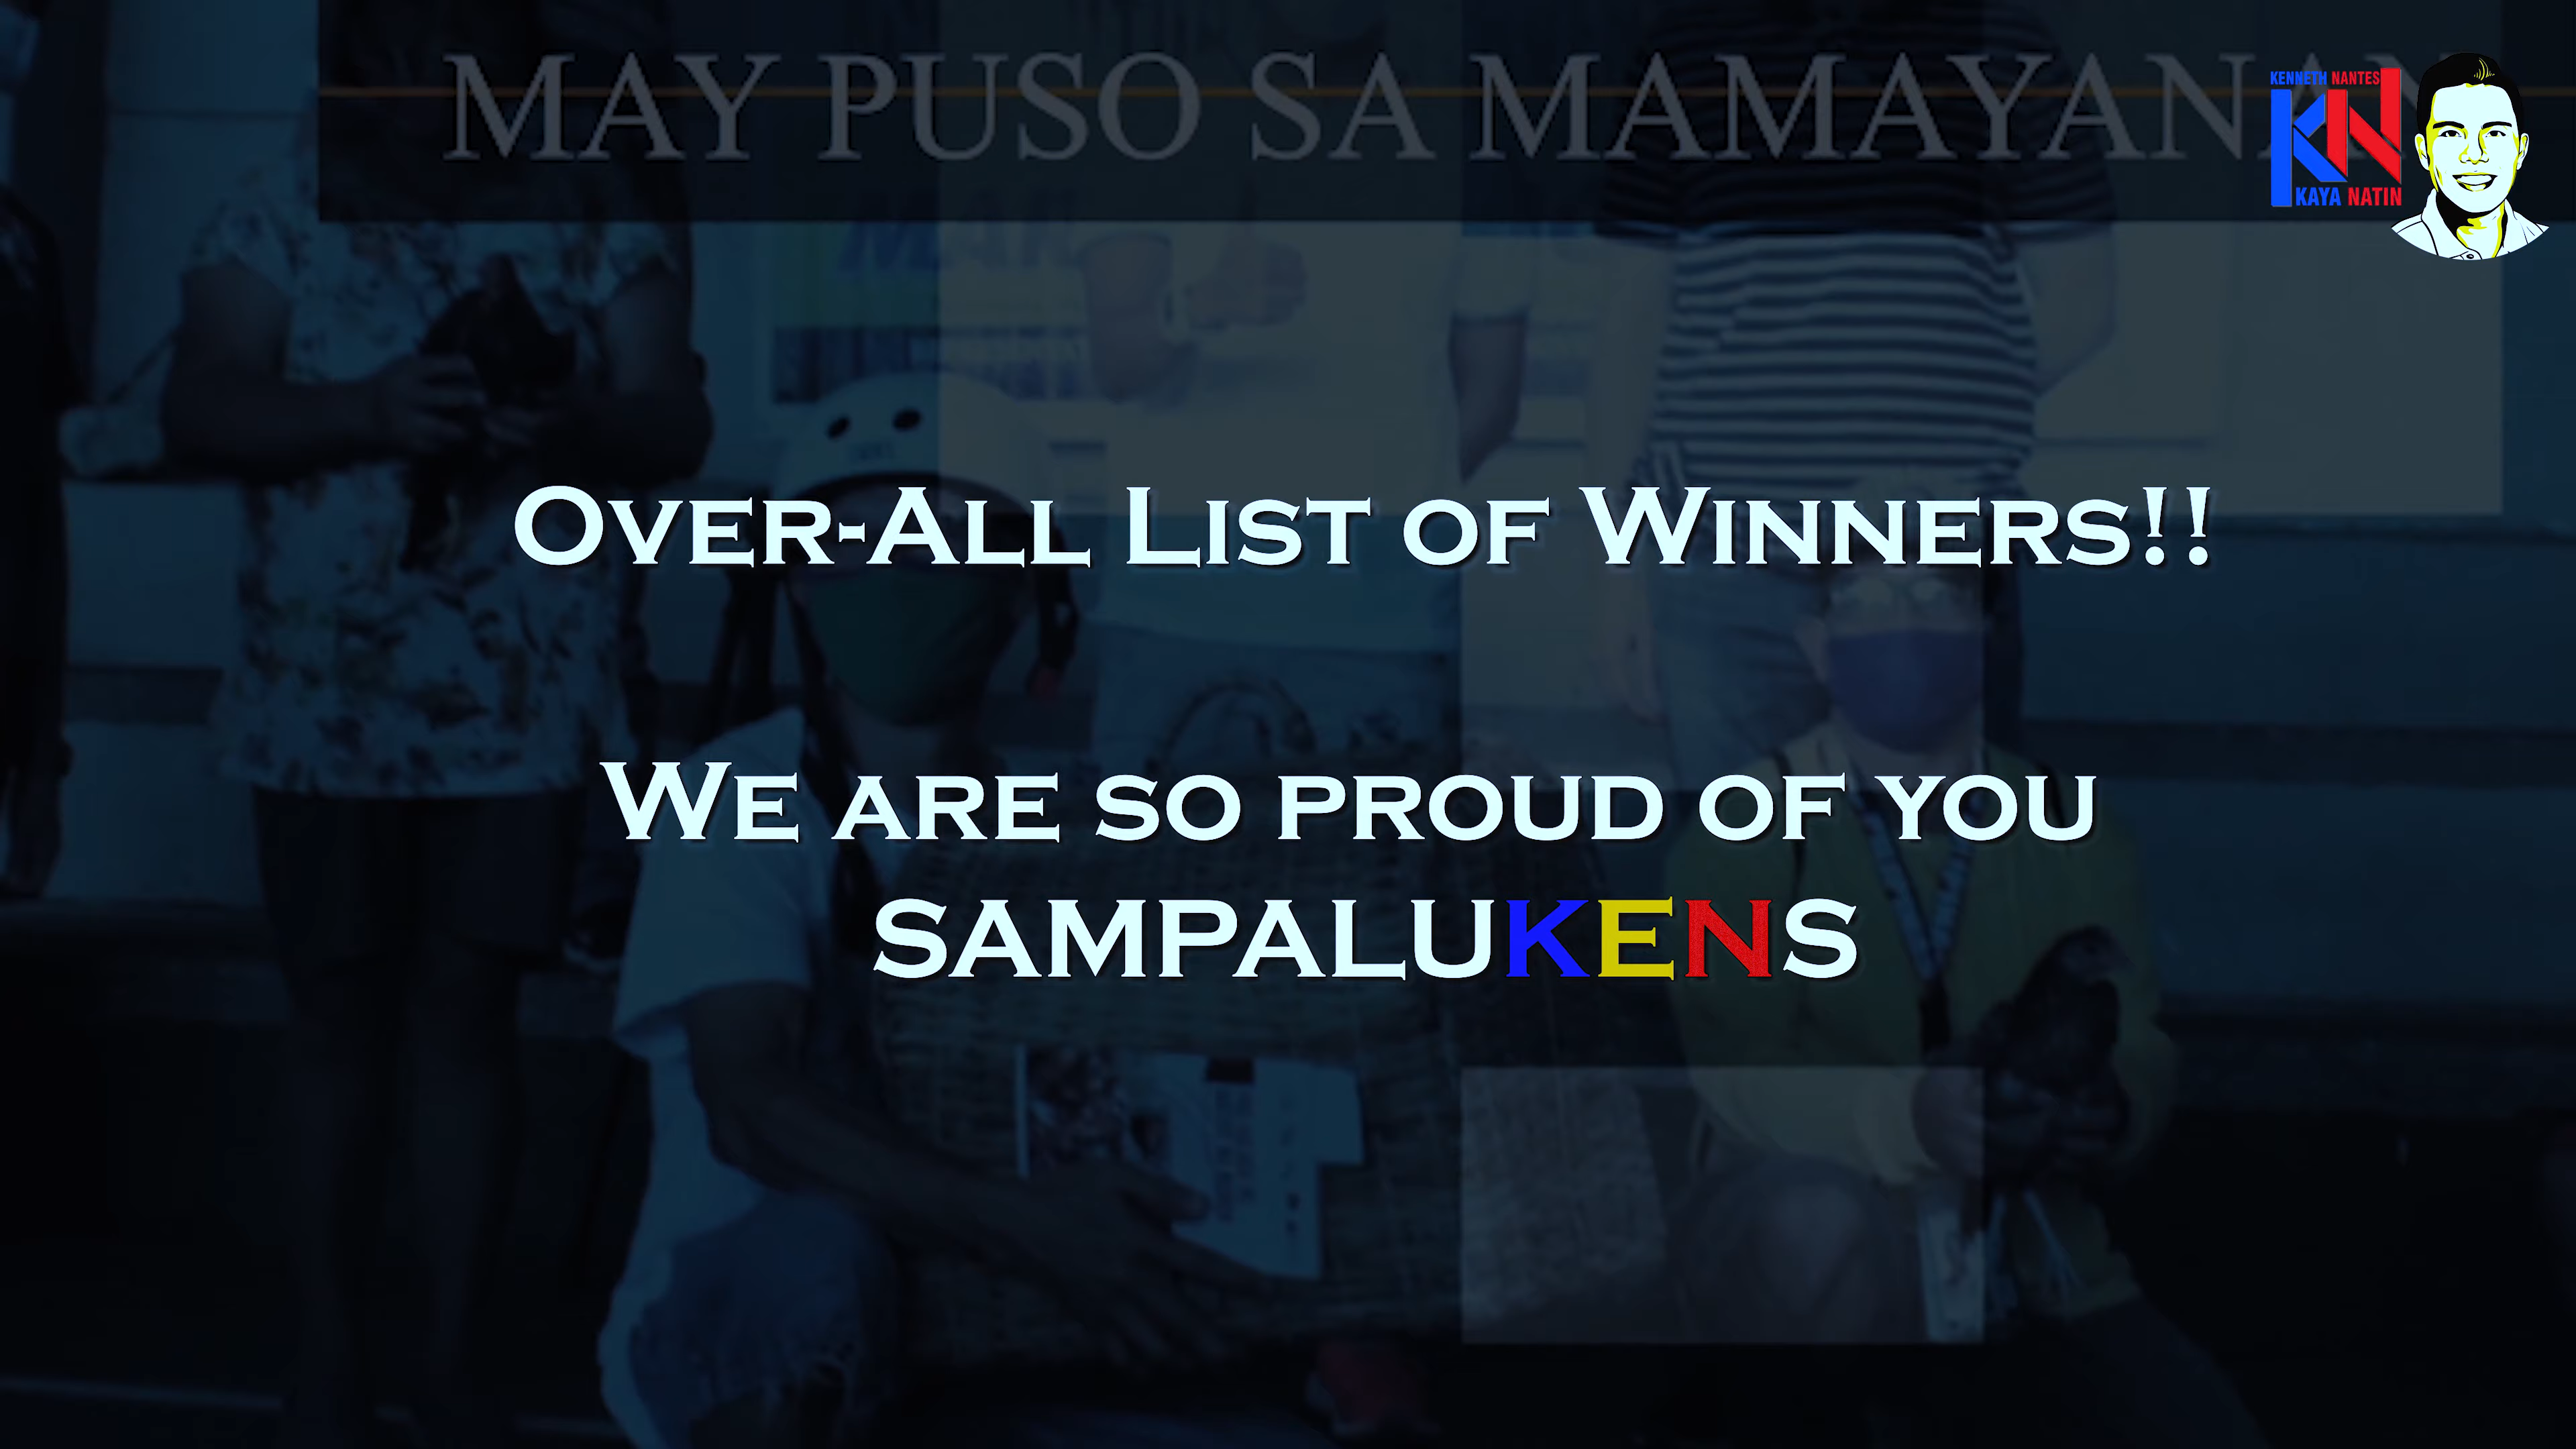 MAY PUSO SA MAMAYANAN
KENNETH NANTES
KN
KAYA NATIN
OVER-ALL LIST OF WINNERS!!
WE ARE SO PROUD OF YOU
SAMPALUKENS